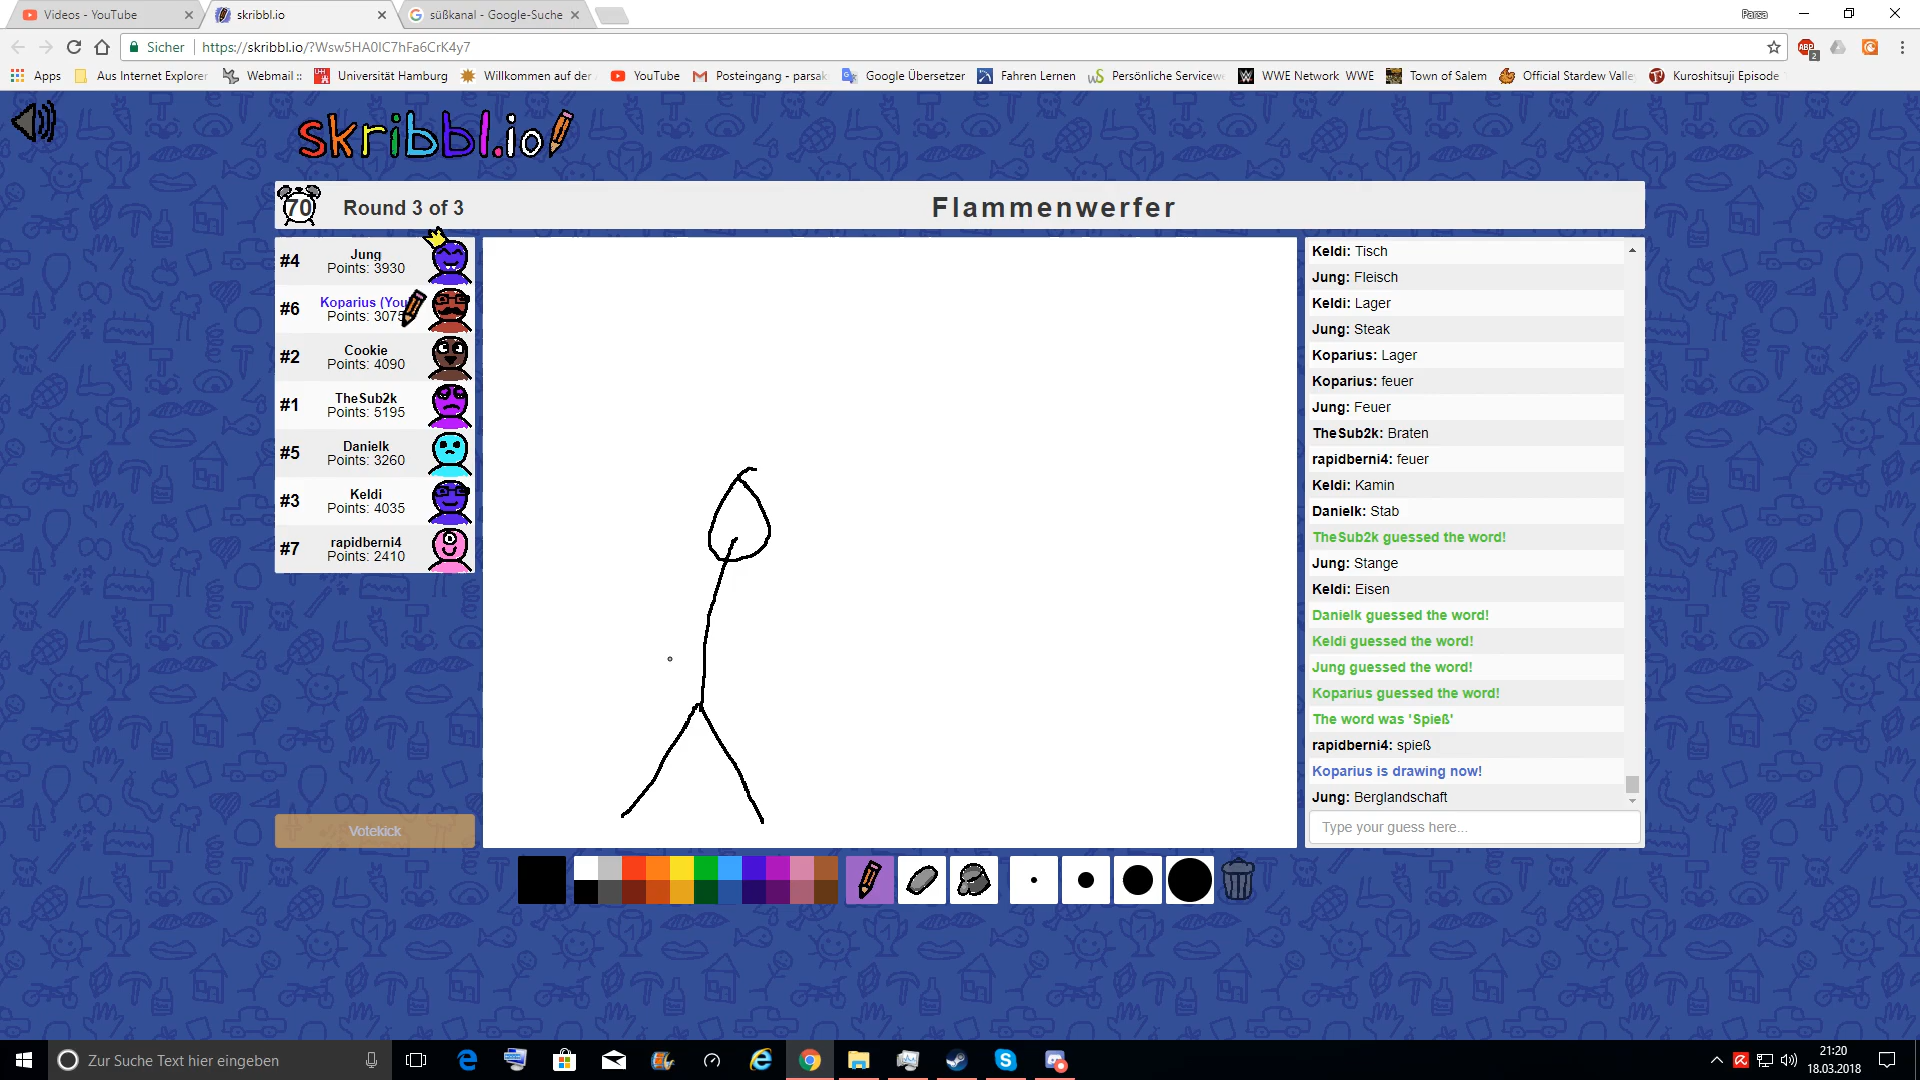 Videos - YouTube
skribbl.io
süßkanal - Google-Suche
Parsa
Sicher
https://skribbl.io/?Wsw5HA0IC7hFa6CrK4y7
ABP
2
Apps
Aus Internet Explorer
Webmail ::
Universität Hamburg
Willkommen auf der
YouTube
Posteingang - parsak
Google Übersetzer
Fahren Lernen
Persönliche Servicew
WWE Network WWE
Town of Salem
Official Stardew Valle
Kuroshitsuji Episode
skribbl.io
70
Round 3 of 3
Flammenwerfer
#4
Jung
Points: 3930
#6
Koparius (You
Points: 3075
#2
Cookie
Points: 4090
#1
TheSub2k
Points: 5195
#5
Danielk
Points: 3260
#3
Keldi
Points: 4035
#7
rapidberni4
Points: 2410
Votekick
Keldi: Tisch
Jung: Fleisch
Keldi: Lager
Jung: Steak
Koparius: Lager
Koparius: feuer
Jung: Feuer
TheSub2k: Braten
rapidberni4: feuer
Keldi: Kamin
Danielk: Stab
TheSub2k guessed the word!
Jung: Stange
Keldi: Eisen
Danielk guessed the word!
Keldi guessed the word!
Jung guessed the word!
Koparius guessed the word!
The word was 'Spieß'
rapidberni4: spieß
Koparius is drawing now!
Jung: Berglandschaft
Type your guess here...
Zur Suche Text hier eingeben
21:20
18.03.2018